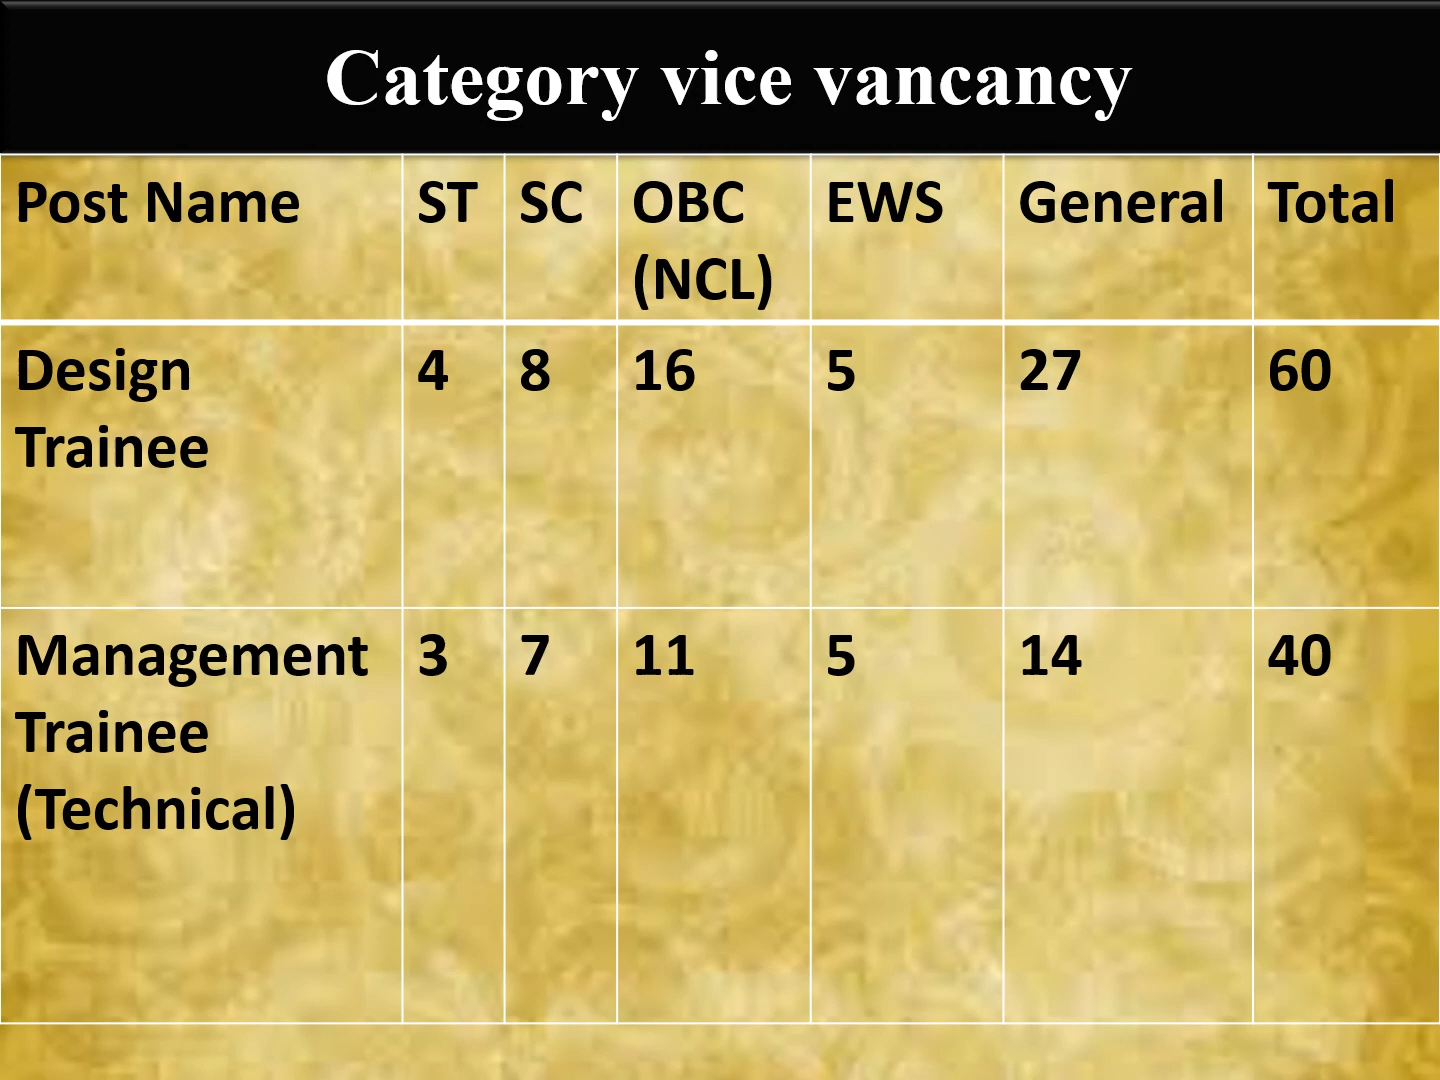 Category vice vancancy
Post Name ST SC OBC EWS General Total
(NCL)
Design 4 8 16 5 27 60
Trainee
Management 3 7 11 5 14 40
Trainee
(Technical)